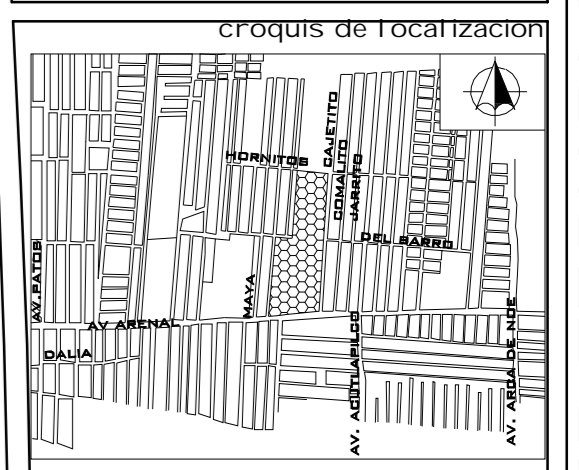 croquis de localizacion
HORNITOS
CAJETITO
COMALITO
JARRITO
DEL BARRO
AV.PATOS
MAYA
AV ARENAL
DALIA
AV. ACUTLAPILCO
AV. ARCA DE NOE